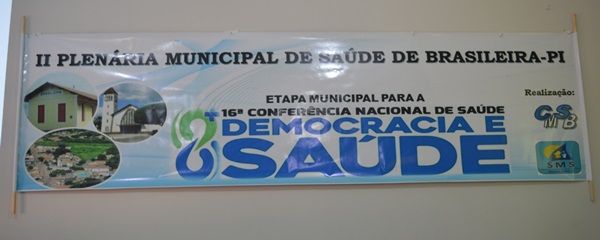 II PLENÁRIA MUNICIPAL DE SAÚDE DE BRASILEIRA-PI
ETAPA MUNICIPAL PARA A
16ª CONFERÊNCIA NACIONAL DE SAÚDE
DEMOCRACIA E
SAÚDE
Realização:
CMSB
SMS